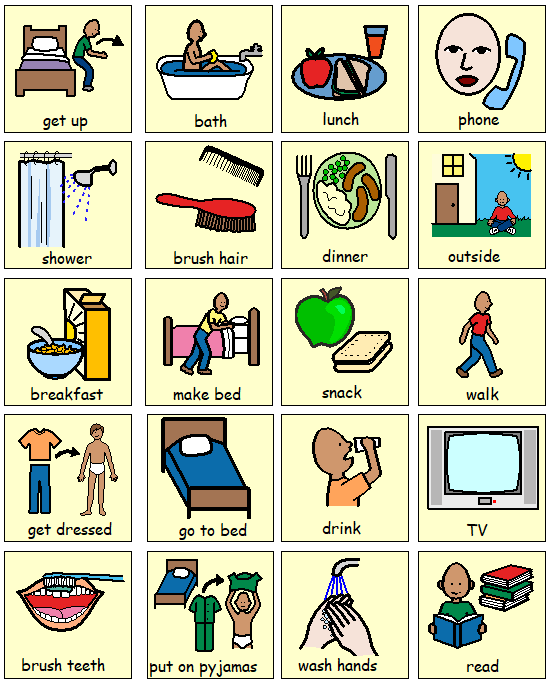 get up
bath
lunch
phone
shower
brush hair
dinner
outside
breakfast
make bed
snack
walk
get dressed
go to bed
drink
TV
brush teeth
put on pyjamas
wash hands
read